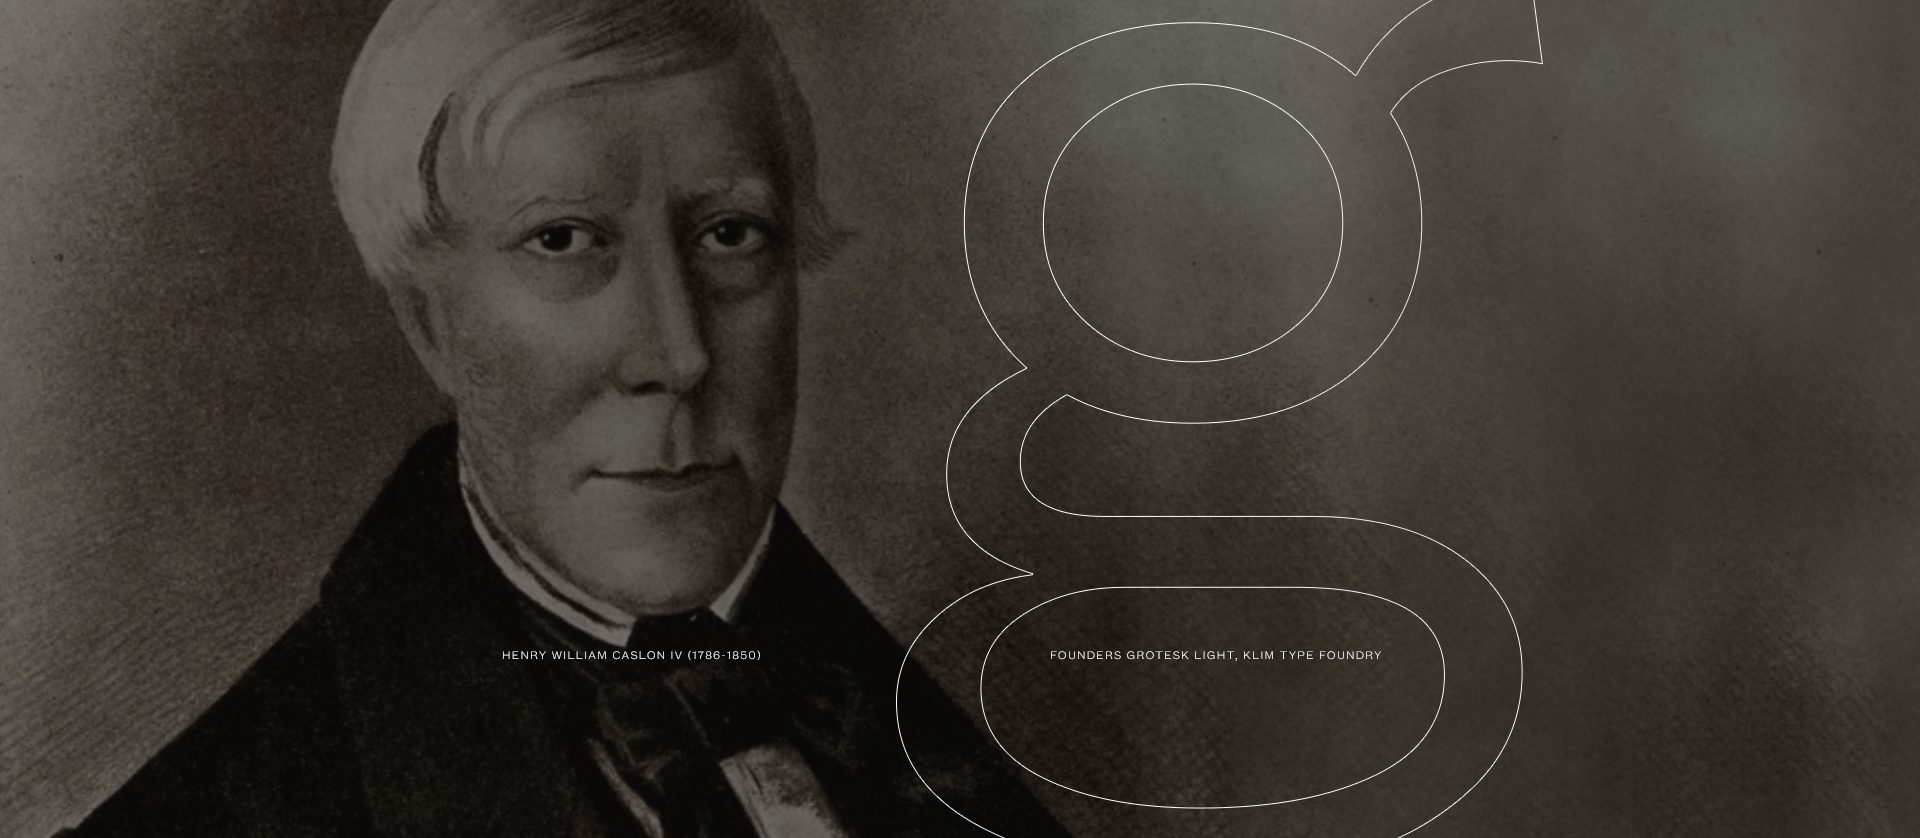 g
HENRY WILLIAM CASLON IV (1786-1850)
FOUNDERS GROTESK LIGHT, KLIM TYPE FOUNDRY